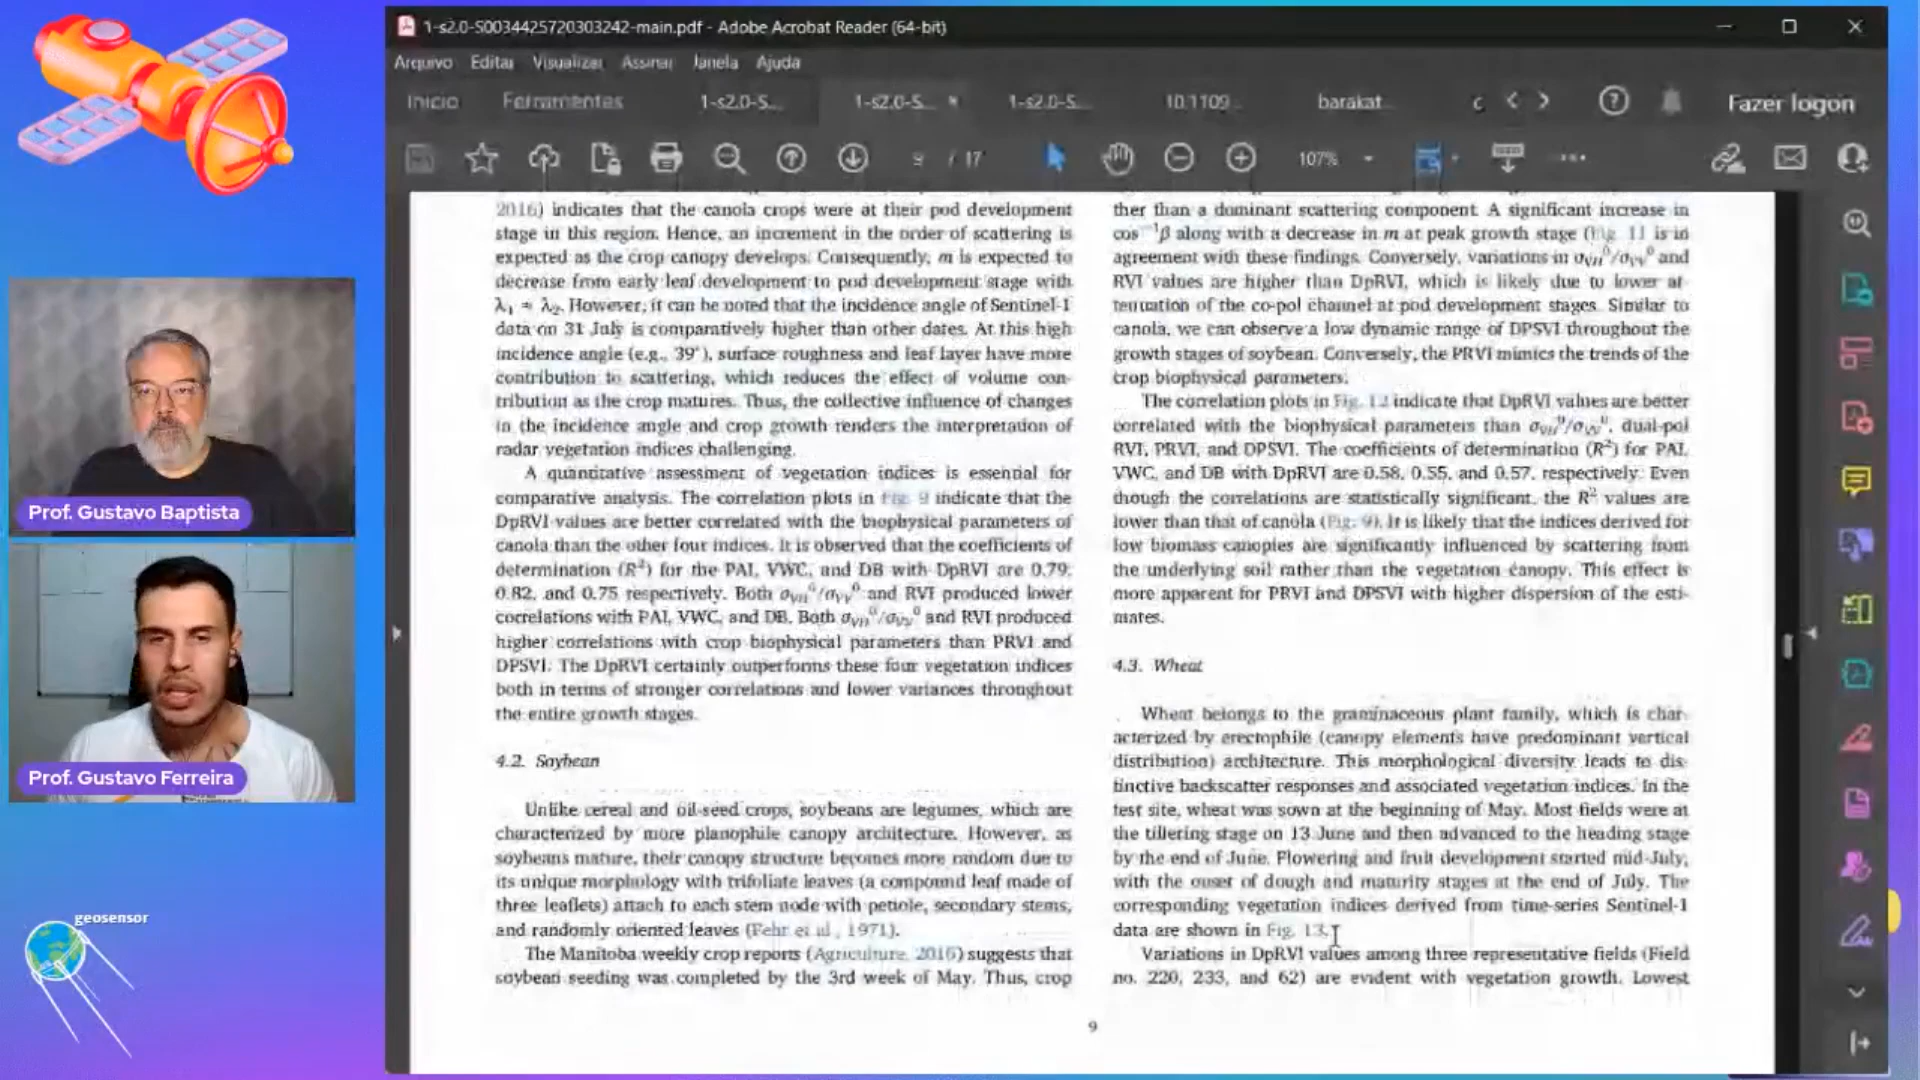 1-s2.0-S0034425720303242-main.pdf - Adobe Acrobat Reader (64-bit)
Arquivo Editar Visualizar Assinar Janela Ajuda
Início Ferramentas 1-s2.0-S... 1-s2.0-S... × 1-s2.0-S... 10.1109... barakat... c Fazer logon
9 / 17 107%
2016) indicates that the canola crops were at their pod development
stage in this region. Hence, an increment in the order of scattering is
expected as the crop canopy develops. Consequently, m is expected to
decrease from early leaf development to pod development stage with
λ₁ ≈ λ₂. However, it can be noted that the incidence angle of Sentinel-1
data on 31 July is comparatively higher than other dates. At this high
incidence angle (e.g., 39°), surface roughness and leaf layer have more
contribution to scattering, which reduces the effect of volume con-
tribution as the crop matures. Thus, the collective influence of changes
in the incidence angle and crop growth renders the interpretation of
radar vegetation indices challenging.
A quantitative assessment of vegetation indices is essential for
comparative analysis. The correlation plots in Fig. 9 indicate that the
DpRVI values are better correlated with the biophysical parameters of
canola than the other four indices. It is observed that the coefficients of
determination (R²) for the PAI, VWC, and DB with DpRVI are 0.79,
0.82, and 0.75 respectively. Both σVH⁰/σVV⁰ and RVI produced lower
correlations with PAI, VWC, and DB. Both σVH⁰/σVV⁰ and RVI produced
higher correlations with crop biophysical parameters than PRVI and
DPSVI. The DpRVI certainly outperforms these four vegetation indices
both in terms of stronger correlations and lower variances throughout
the entire growth stages.
4.2. Soybean
Unlike cereal and oil-seed crops, soybeans are legumes, which are
characterized by more planophile canopy architecture. However, as
soybeans mature, their canopy structure becomes more random due to
its unique morphology with trifoliate leaves (a compound leaf made of
three leaflets) attach to each stem node with petiole, secondary stems,
and randomly oriented leaves (Fehr et al., 1971).
The Manitoba weekly crop reports (Agriculture, 2016) suggests that
soybean seeding was completed by the 3rd week of May. Thus, crop
ther than a dominant scattering component. A significant increase in
cos⁻¹β along with a decrease in m at peak growth stage (Fig. 11 is in
agreement with these findings. Conversely, variations in σVH⁰/σVV⁰ and
RVI values are higher than DpRVI, which is likely due to lower at-
tenuation of the co-pol channel at pod development stages. Similar to
canola, we can observe a low dynamic range of DPSVI throughout the
growth stages of soybean. Conversely, the PRVI mimics the trends of the
crop biophysical parameters.
The correlation plots in Fig. 12 indicate that DpRVI values are better
correlated with the biophysical parameters than σVH⁰/σVV⁰, dual-pol
RVI, PRVI, and DPSVI. The coefficients of determination (R²) for PAI,
VWC, and DB with DpRVI are 0.58, 0.55, and 0.57, respectively. Even
though the correlations are statistically significant, the R² values are
lower than that of canola (Fig. 9). It is likely that the indices derived for
low biomass canopies are significantly influenced by scattering from
the underlying soil rather than the vegetation canopy. This effect is
more apparent for PRVI and DPSVI with higher dispersion of the esti-
mates.
4.3. Wheat
Wheat belongs to the graminaceous plant family, which is char-
acterized by erectophile (canopy elements have predominant vertical
distribution) architecture. This morphological diversity leads to dis-
tinctive backscatter responses and associated vegetation indices. In the
test site, wheat was sown at the beginning of May. Most fields were at
the tillering stage on 13 June and then advanced to the heading stage
by the end of June. Flowering and fruit development started mid-July,
with the onset of dough and maturity stages at the end of July. The
corresponding vegetation indices derived from time-series Sentinel-1
data are shown in Fig. 13.
Variations in DpRVI values among three representative fields (Field
no. 220, 233, and 62) are evident with vegetation growth. Lowest
9
Prof. Gustavo Baptista
Prof. Gustavo Ferreira
geosensor